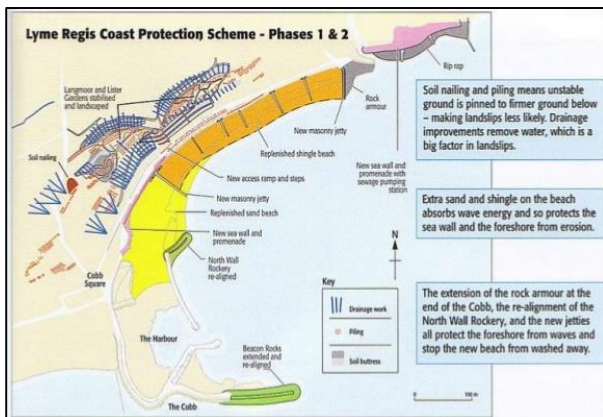 Lyme Regis Coast Protection Scheme - Phases 1 & 2
Langmoor and Lister
Gardens stabilised
and landscaped
Soil nailing
Rip rap
Rock
armour
New masonry jetty
Replenished shingle beach
New sea wall and
promenade with
sewage pumping
station
New access ramp and steps
New masonry jetty
Replenished sand beach
New sea wall and
promenade
North Wall
Rockery
re-aligned
Cobb
Square
The Harbour
Beacon Rocks
extended and
re-aligned
The Cobb
N
Key
Drainage work
Piling
Soil buttress
0
100 m
Soil nailing and piling means unstable
ground is pinned to firmer ground below
– making landslips less likely. Drainage
improvements remove water, which is a
big factor in landslips.
Extra sand and shingle on the beach
absorbs wave energy and so protects the
sea wall and the foreshore from erosion.
The extension of the rock armour at the
end of the Cobb, the re-alignment of the
North Wall Rockery, and the new jetties
all protect the foreshore from waves and
stop the new beach from washed away.